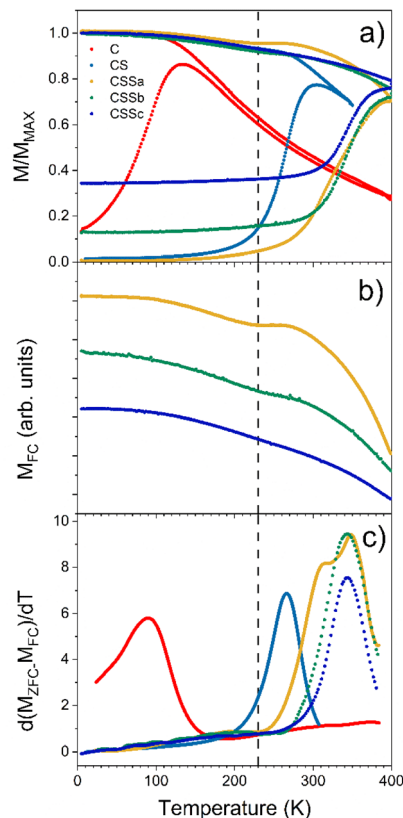 a)
1.0
0.8
0.6
0.4
0.2
0.0
M/M_MAX
C
CS
CSSa
CSSb
CSSc
b)
M_FC (arb. units)
c)
10
8
6
4
2
0
d(M_ZFC-M_FC)/dT
0 100 200 300 400
Temperature (K)